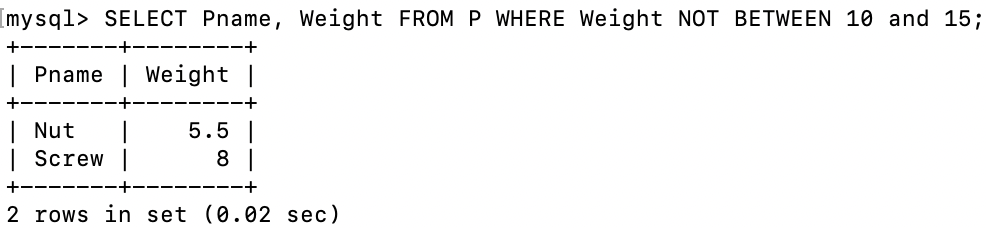 [mysql> SELECT Pname, Weight FROM P WHERE Weight NOT BETWEEN 10 and 15;
+-------+--------+
| Pname | Weight |
+-------+--------+
| Nut   |    5.5 |
| Screw |      8 |
+-------+--------+
2 rows in set (0.02 sec)